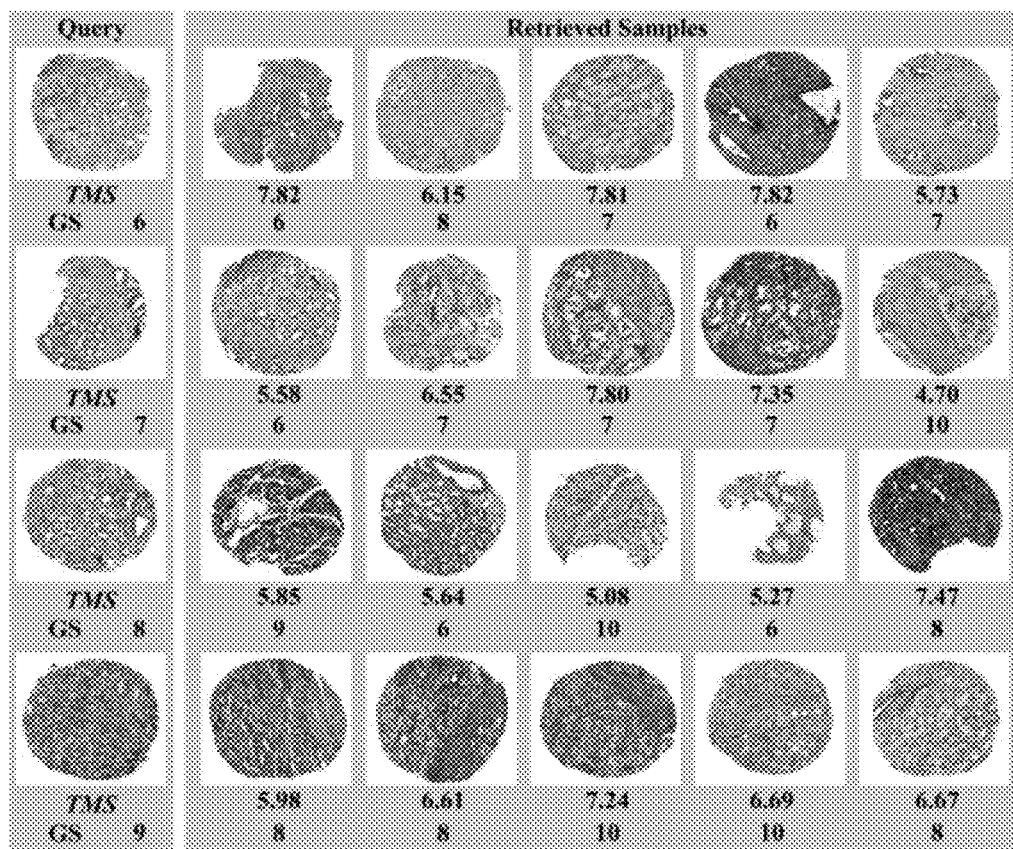 Query Retrieved Samples
TMS 7.82 6.15 7.81 7.82 5.73
GS 6 6 8 7 6 7
TMS 5.58 6.55 7.80 7.35 4.70
GS 7 6 7 7 7 10
TMS 5.85 5.64 5.08 5.27 7.47
GS 8 9 6 10 6 8
TMS 5.98 6.61 7.24 6.69 6.67
GS 9 8 8 10 10 8